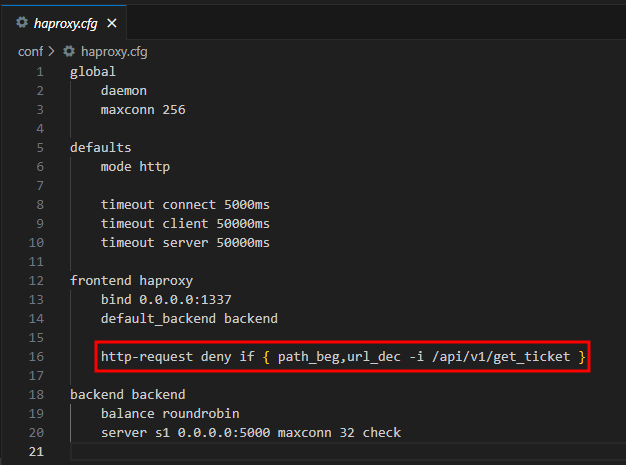 haproxy.cfg
conf > haproxy.cfg
1 global
2     daemon
3     maxconn 256
4
5 defaults
6     mode http
7
8     timeout connect 5000ms
9     timeout client 50000ms
10     timeout server 50000ms
11
12 frontend haproxy
13     bind 0.0.0.0:1337
14     default_backend backend
15
16     http-request deny if { path_beg,url_dec -i /api/v1/get_ticket }
17
18 backend backend
19     balance roundrobin
20     server s1 0.0.0.0:5000 maxconn 32 check
21